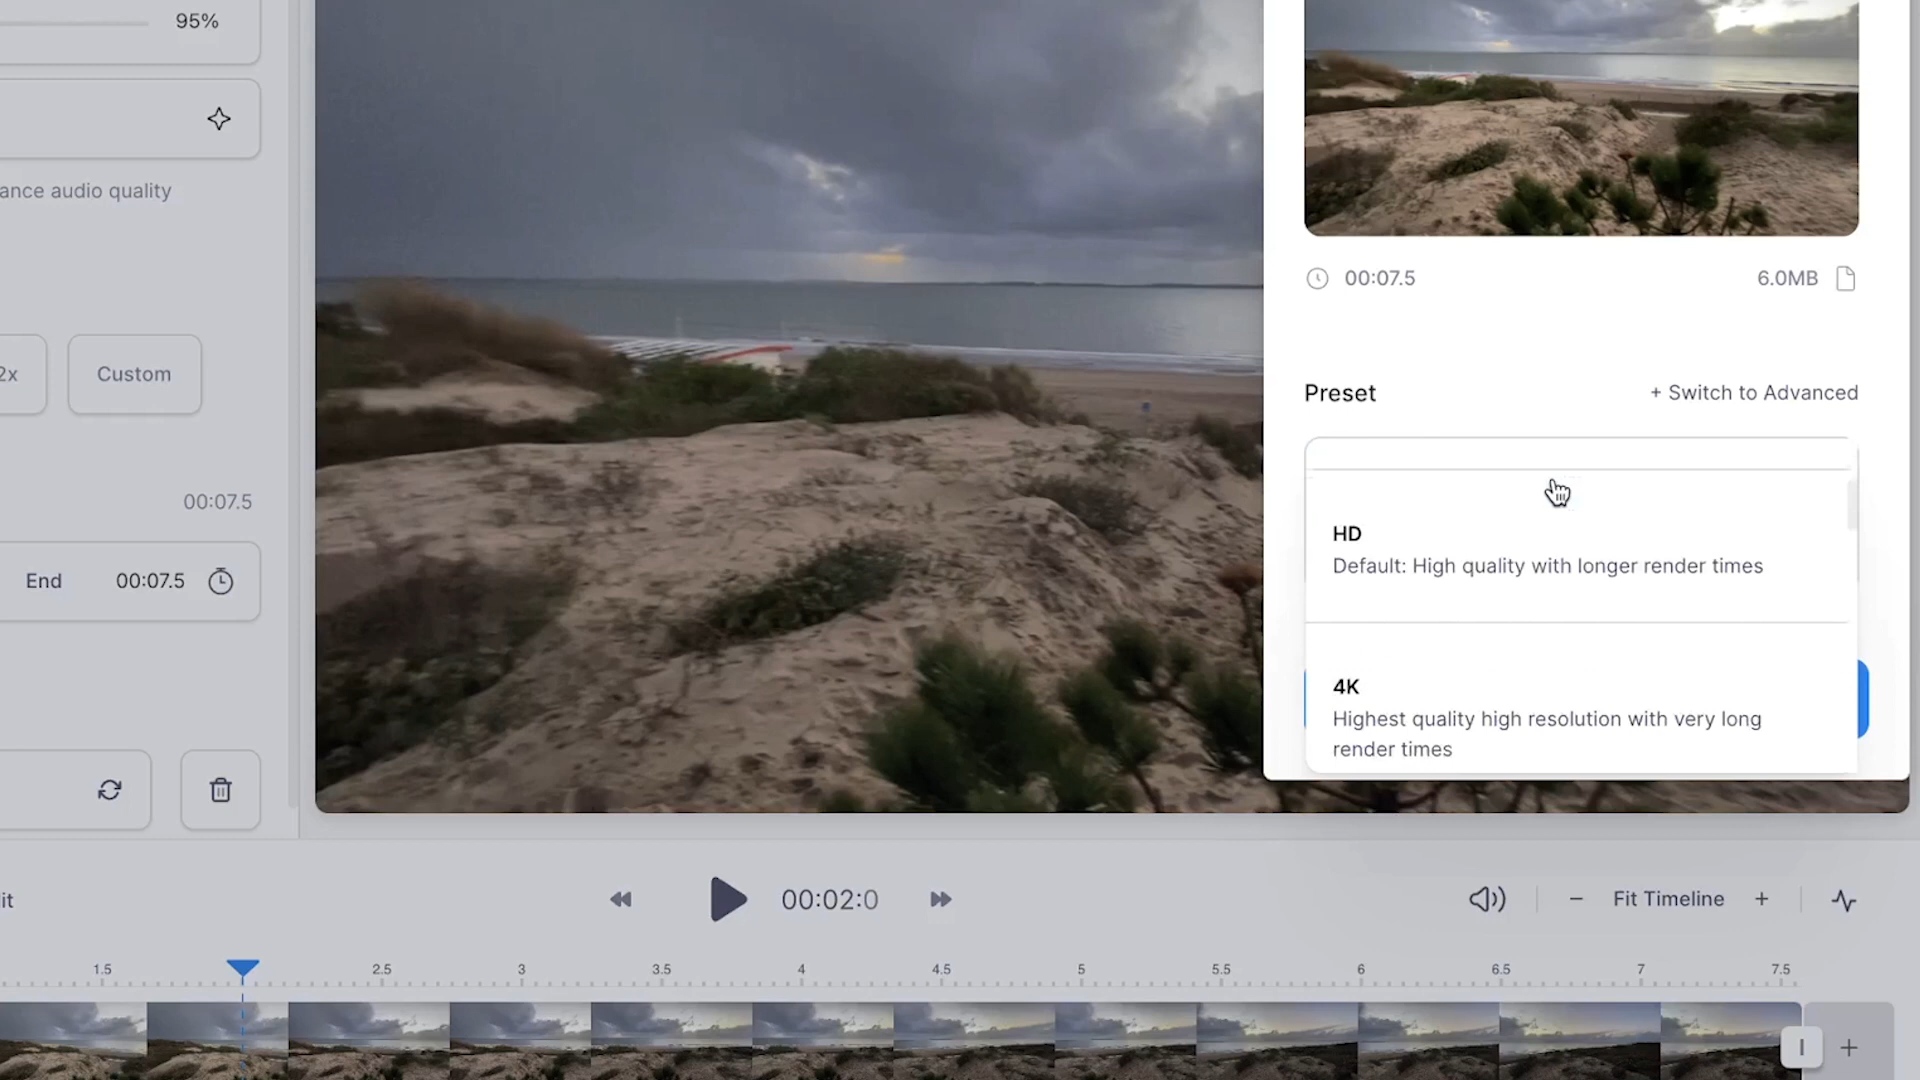 95%
ance audio quality
2x
Custom
00:07.5
End
00:07.5
00:07.5
6.0MB
Preset
+ Switch to Advanced
HD
Default: High quality with longer render times
4K
Highest quality high resolution with very long
render times
it
00:02:0
− Fit Timeline +
1.5
2.5
3
3.5
4
4.5
5
5.5
6
6.5
7
7.5